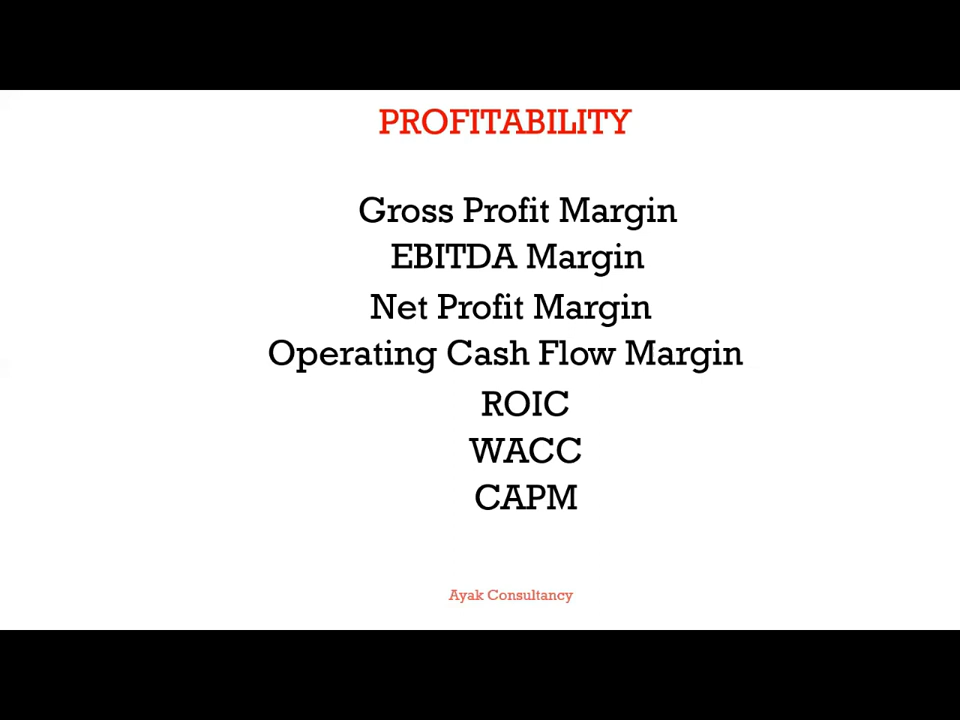 PROFITABILITY
Gross Profit Margin
EBITDA Margin
Net Profit Margin
Operating Cash Flow Margin
ROIC
WACC
CAPM
Ayak Consultancy